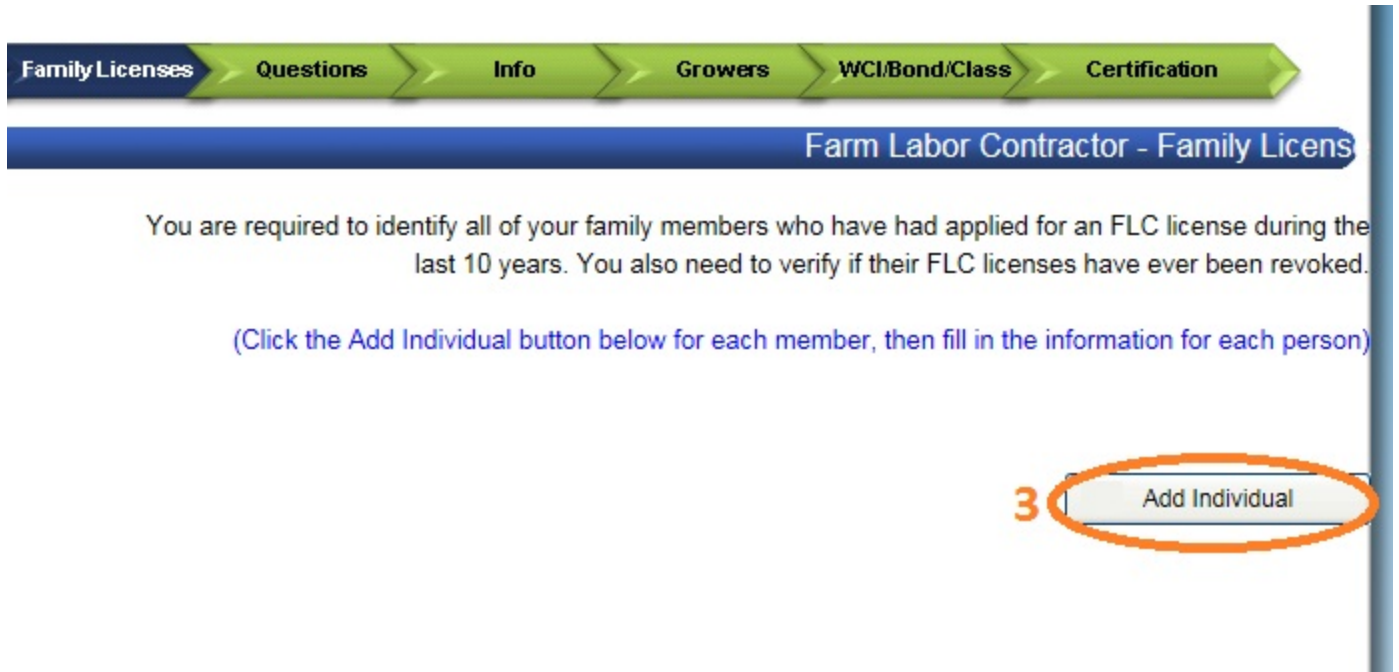 Family Licenses Questions Info Growers WCI/Bond/Class Certification
Farm Labor Contractor - Family Licens
You are required to identify all of your family members who have had applied for an FLC license during the
last 10 years. You also need to verify if their FLC licenses have ever been revoked.
(Click the Add Individual button below for each member, then fill in the information for each person)
3 Add Individual